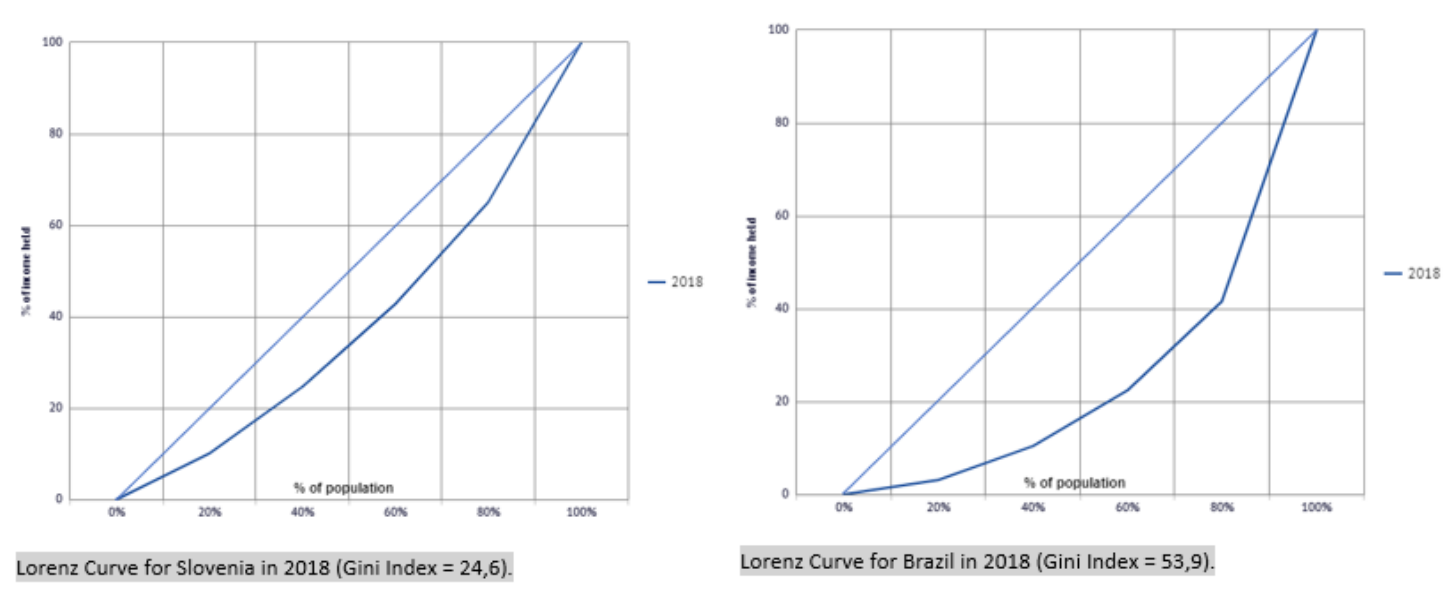 100
80
60
40
20
0
% of income held
% of population
0% 20% 40% 60% 80% 100%
2018
Lorenz Curve for Slovenia in 2018 (Gini Index = 24,6).
100
80
60
40
20
0
% of income held
% of population
0% 20% 40% 60% 80% 100%
2018
Lorenz Curve for Brazil in 2018 (Gini Index = 53,9).